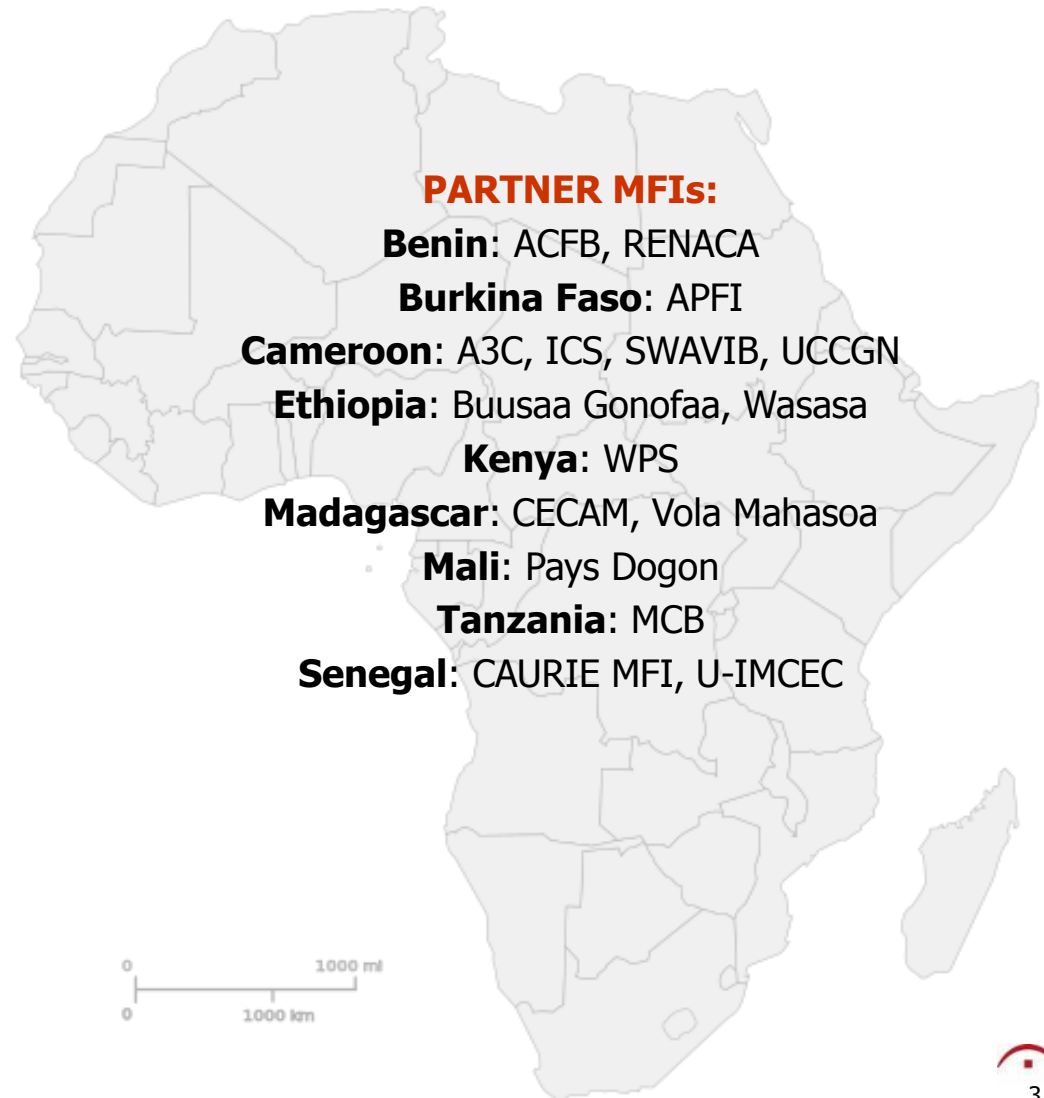 PARTNER MFIs:
Benin: ACFB, RENACA
Burkina Faso: APFI
Cameroon: A3C, ICS, SWAVIB, UCCGN
Ethiopia: Buusaa Gonofaa, Wasasa
Kenya: WPS
Madagascar: CECAM, Vola Mahasoa
Mali: Pays Dogon
Tanzania: MCB
Senegal: CAURIE MFI, U-IMCEC
0 1000 mi
0 1000 km
3